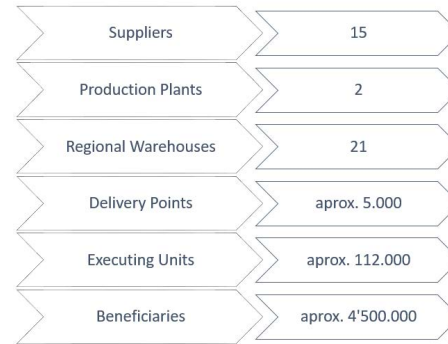 Suppliers 15
Production Plants 2
Regional Warehouses 21
Delivery Points aprox. 5.000
Executing Units aprox. 112.000
Beneficiaries aprox. 4'500.000